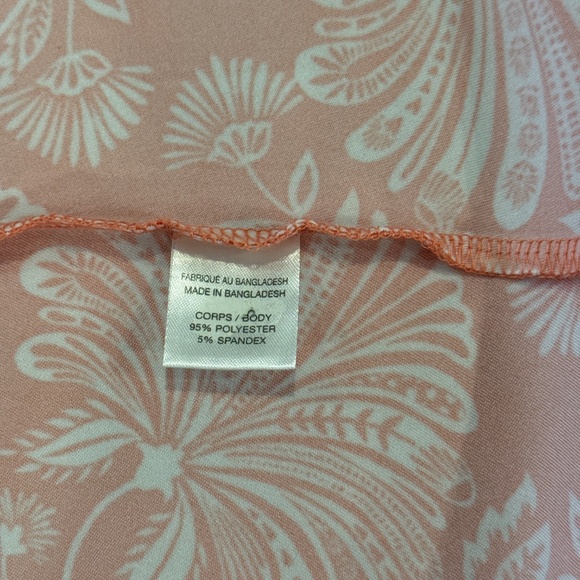 FABRIQUE AU BANGLADESH
MADE IN BANGLADESH
CORPS / BODY
95% POLYESTER
5% SPANDEX